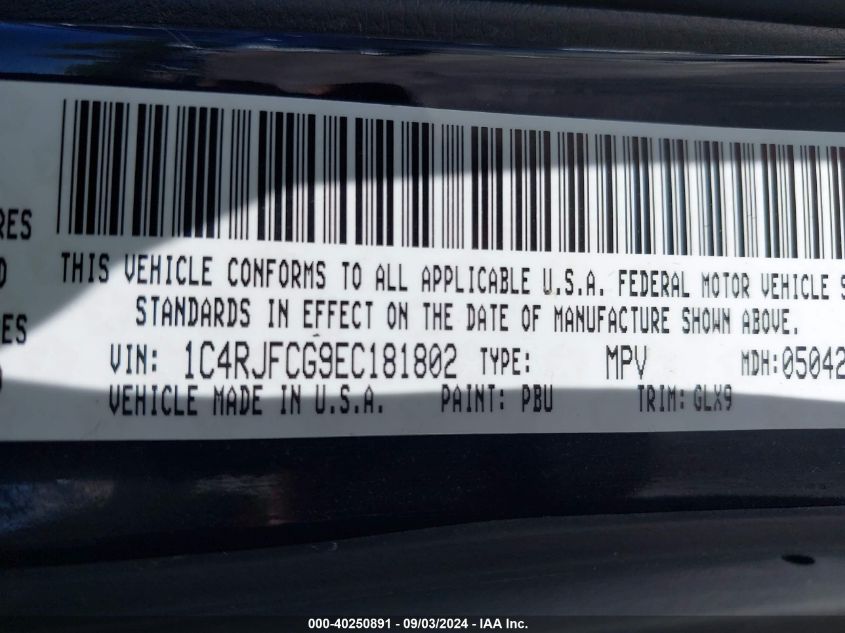 RES
THIS VEHICLE CONFORMS TO ALL APPLICABLE U.S.A. FEDERAL MOTOR VEHICLE S
STANDARDS IN EFFECT ON THE DATE OF MANUFACTURE SHOWN ABOVE.
ES
VIN: 1C4RJFCG9EC181802 TYPE: MPV MDH: 05042
VEHICLE MADE IN U.S.A. PAINT: PBU TRIM: GLX9
000-40250891 - 09/03/2024 - IAA Inc.